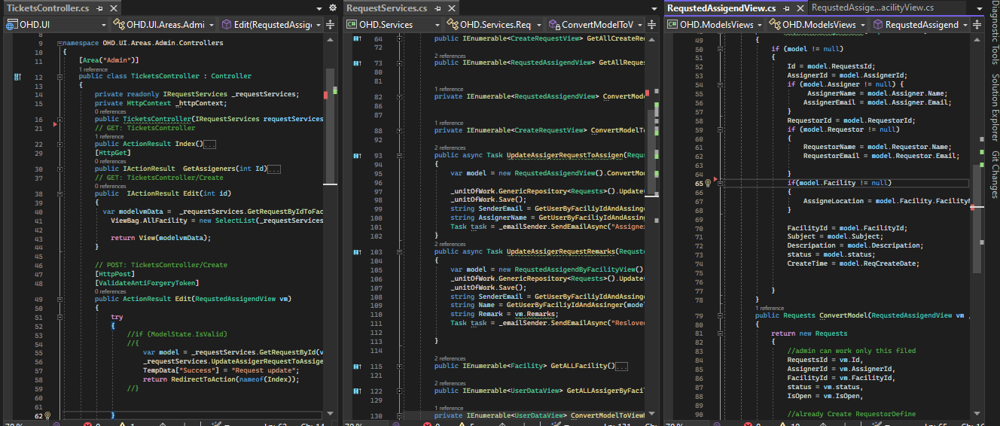 TicketsController.cs
OHD.UI
OHD.UI.Areas.Admi
Edit(RequstedAssige
8
9 namespace OHD.UI.Areas.Admin.Controllers
10 {
11 [Area("Admin")]
1 reference
12 public class TicketsController : Controller
13 {
14 private readonly IRequestServices _requestServices;
15 private HttpContext _httpContext;
0 references
16 public TicketsController(IRequestServices requestServices
21 // GET: TicketsController
1 reference
22 public ActionResult Index()...
29 [HttpGet]
0 references
30 public IActionResult GetAssigeners(int Id)...
37 // GET: TicketsController/Create
0 references
38 public IActionResult Edit(int id)
39 {
40 var modelvmData = _requestServices.GetRequestByIdToFac
41 ViewBag.AllFacility = new SelectList(_requestServices
42
43 return View(modelvmData);
44 }
45
46 // POST: TicketsController/Create
47 [HttpPost]
48 [ValidateAntiForgeryToken]
0 references
49 public ActionResult Edit(RequstedAssigendView vm)
50 {
51 try
52 {
53 //if (ModelState.IsValid)
54 //{
55 var model = _requestServices.GetRequestById(v
56 _requestServices.UpdateAssigerRequestToAssige
57 TempData["Success"] = "Request update";
58 return RedirectToAction(nameof(Index));
59 //}
60
61
62 }
RequestServices.cs
OHD.Services
OHD.Services.Req
ConvertModelToV
64 public IEnumerable<CreateRequestView> GetAllCreateRe
72
2 references
73 public IEnumerable<RequstedAssigendView> GetAllReque
80
81
1 reference
82 private IEnumerable<RequstedAssigendView> ConvertMod
86
87
1 reference
88 private IEnumerable<CreateRequestView> ConvertModelTo
92
2 references
93 public async Task UpdateAssigerRequestToAssigen(Requ
94 {
95 var model = new RequstedAssigendView().ConvertMod
96
97 _unitOfWork.GenericRepository<Requests>().Update
98 _unitOfWork.Save();
99 string SenderEmail = GetUserByFaciliyIdAndAssing
100 string AssignerName = GetUserByFaciliyIdAndAssing
101 Task task = _emailSender.SendEmailAsync("Assigne
102 }
2 references
103 public async Task UpdateAssigerRequestRemarks(Requste
104 {
105 var model = new RequstedAssigendByFacilityView()
106 _unitOfWork.GenericRepository<Requests>().Update
107 _unitOfWork.Save();
108 string SenderEmail = GetUserByFaciliyIdAndAssing
109 string Name = GetUserByFaciliyIdAndAssinger(mode
110 string Remark = vm.Remarks;
111 Task task = _emailSender.SendEmailAsync("Reslove
112
113 }
114
2 references
115 public IEnumerable<Facility> GetALLFacility()...
121
2 references
122 public IEnumerable<UserDataView> GetALLAssigerByFacil
129
1 reference
130 private IEnumerable<UserDataView> ConvertModelToViewM
RequstedAssigendView.cs
RequstedAssige...acilityView.cs
OHD.ModelsViews
OHD.ModelsViews
RequstedAssigend
49 {
50 if (model != null)
51 {
52 Id = model.RequestsId;
53 AssignerId = model.AssignerId;
54 if (model.Assigner != null) {
55 AssignerName = model.Assigner.Name;
56 AssignerEmail = model.Assigner.Email;
57 }
58 RequestorId = model.RequestorId;
59 if (model.Requestor != null)
60 {
61 RequestorName = model.Requestor.Name;
62 RequestorEmail = model.Requestor.Email;
63
64 }
65 if(model.Facility != null)
66 {
67 AssigneLocation = model.Facility.Facility
68 }
69
70 FacilityId = model.FacilityId;
71 Subject = model.Subject;
72 Descripation = model.Descripation;
73 status = model.status;
74 CreateTime = model.ReqCreateDate;
75
76
77 }
78 }
1 reference
79 public Requests ConvertModel(RequstedAssigendView vm
80 {
81 return new Requests
82 {
83 //admin can work only this filed
84 RequestsId = vm.Id,
85 AssignerId = vm.AssignerId,
86 FacilityId = vm.FacilityId,
87 status = vm.status,
88 IsOpen = vm.IsOpen,
89
90 //already Create RequestorDefine
Diagnostic Tools
Solution Explorer
Git Changes